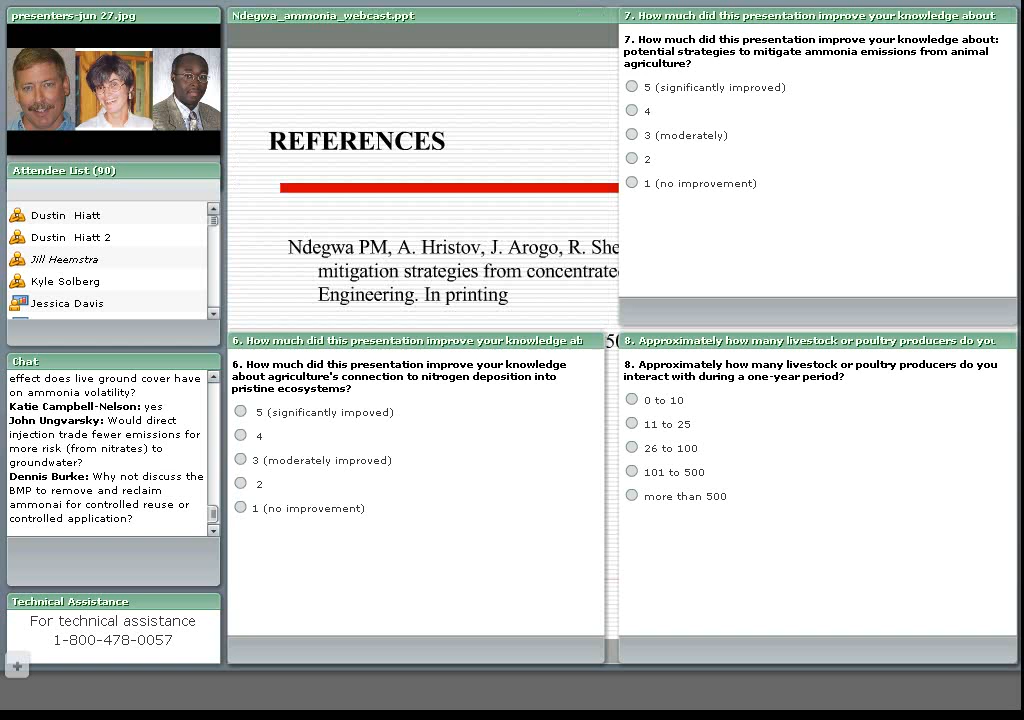 presenters-jun 27.jpg
Attendee List (90)
Dustin Hiatt
Dustin Hiatt 2
Jill Heemstra
Kyle Solberg
Jessica Davis
Chat
effect does live ground cover have
on ammonia volatility?
Katie Campbell-Nelson: yes
John Ungvarsky: Would direct
injection trade fewer emissions for
more risk (from nitrates) to
groundwater?
Dennis Burke: Why not discuss the
BMP to remove and reclaim
ammonai for controlled reuse or
controlled application?
Technical Assistance
For technical assistance
1-800-478-0057
Ndegwa_ammonia_webcast.ppt
REFERENCES
Ndegwa PM, A. Hristov, J. Arogo, R. She
mitigation strategies from concentrate
Engineering. In printing
50
6. How much did this presentation improve your knowledge ab
6. How much did this presentation improve your knowledge
about agriculture's connection to nitrogen deposition into
pristine ecosystems?
5 (significantly impoved)
4
3 (moderately improved)
2
1 (no improvement)
7. How much did this presentation improve your knowledge about
7. How much did this presentation improve your knowledge about:
potential strategies to mitigate ammonia emissions from animal
agriculture?
5 (significantly improved)
4
3 (moderately)
2
1 (no improvement)
8. Approximately how many livestock or poultry producers do you
8. Approximately how many livestock or poultry producers do you
interact with during a one-year period?
0 to 10
11 to 25
26 to 100
101 to 500
more than 500